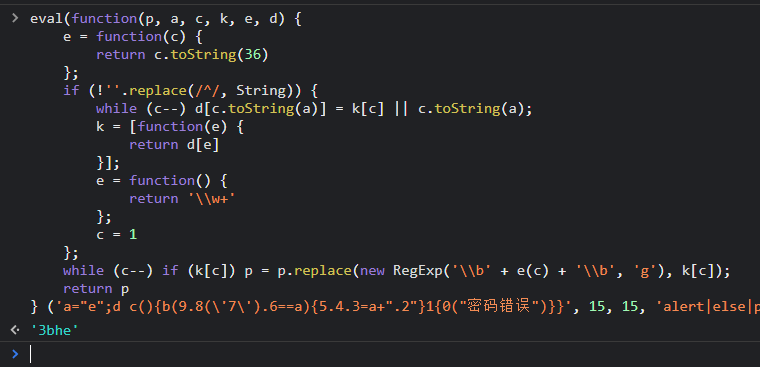 eval(function(p, a, c, k, e, d) {
e = function(c) {
return c.toString(36)
};
if (!''.replace(/^/, String)) {
while (c--) d[c.toString(a)] = k[c] || c.toString(a);
k = [function(e) {
return d[e]
}];
e = function() {
return '\\w+'
};
c = 1
};
while (c--) if (k[c]) p = p.replace(new RegExp('\\b' + e(c) + '\\b', 'g'), k[c]);
return p
} ('a="e";d c(){b(9.8(\'7\').6==a){5.4.3=a+".2"}1{0("密码错误")}}', 15, 15, 'alert|else|p
'3bhe'